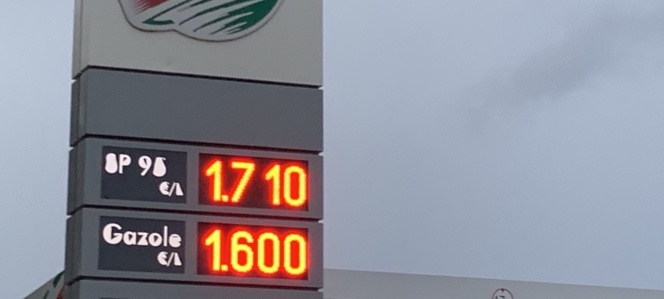 SP 95
€/L
1.710
Gazole
€/L
1.600